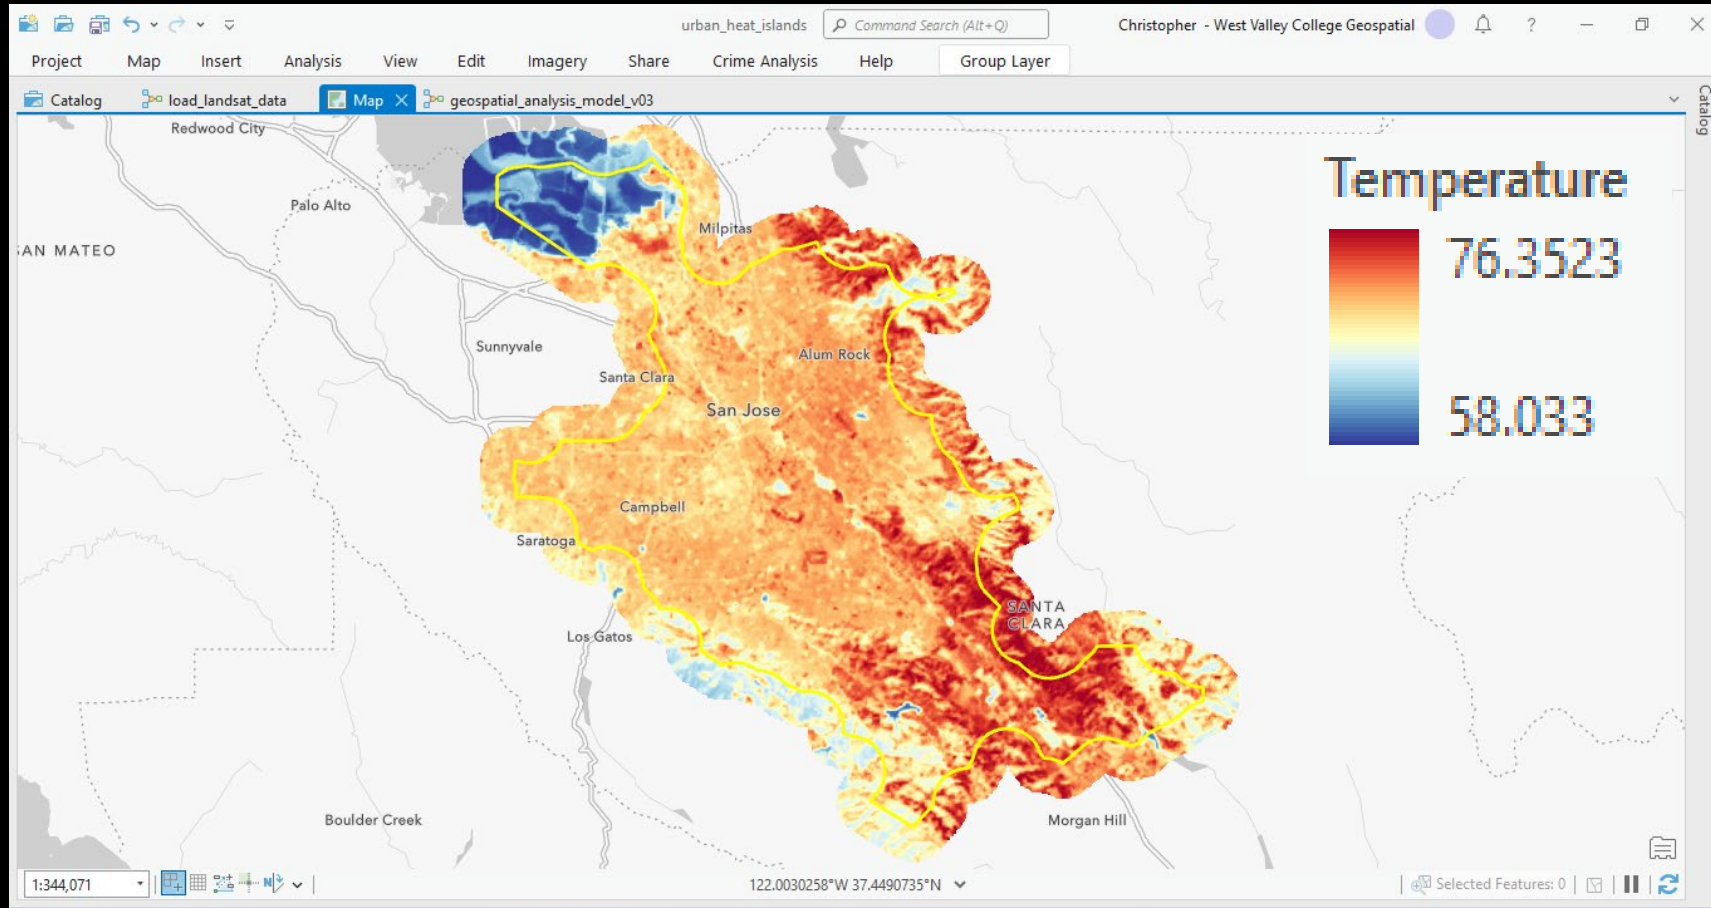 urban_heat_islands
Command Search (Alt+Q)
Christopher - West Valley College Geospatial
?
Project Map Insert Analysis View Edit Imagery Share Crime Analysis Help Group Layer
Catalog load_landsat_data Map geospatial_analysis_model_v03
Catalog
Redwood City
Palo Alto
Milpitas
SAN MATEO
Sunnyvale
Alum Rock
Santa Clara
San Jose
Campbell
Saratoga
SANTA
CLARA
Los Gatos
Boulder Creek
Morgan Hill
Temperature
76.3523
58.033
1:344,071
N
122.0030258°W 37.4490735°N
Selected Features: 0